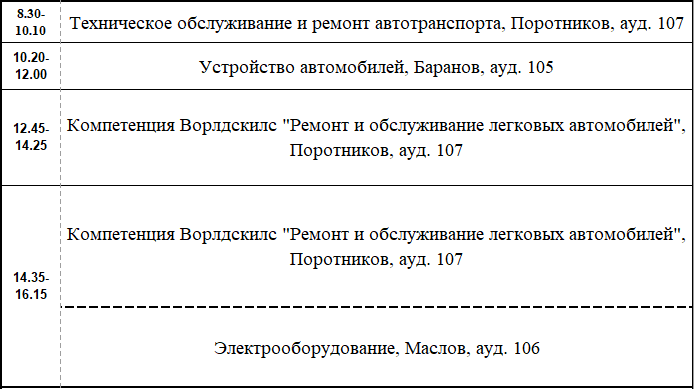 8.30-
10.10
Техническое обслуживание и ремонт автотранспорта, Поротников, ауд. 107
10.20-
12.00
Устройство автомобилей, Баранов, ауд. 105
12.45-
14.25
Компетенция Ворлдскилс "Ремонт и обслуживание легковых автомобилей",
Поротников, ауд. 107
14.35-
16.15
Компетенция Ворлдскилс "Ремонт и обслуживание легковых автомобилей",
Поротников, ауд. 107
Электрооборудование, Маслов, ауд. 106